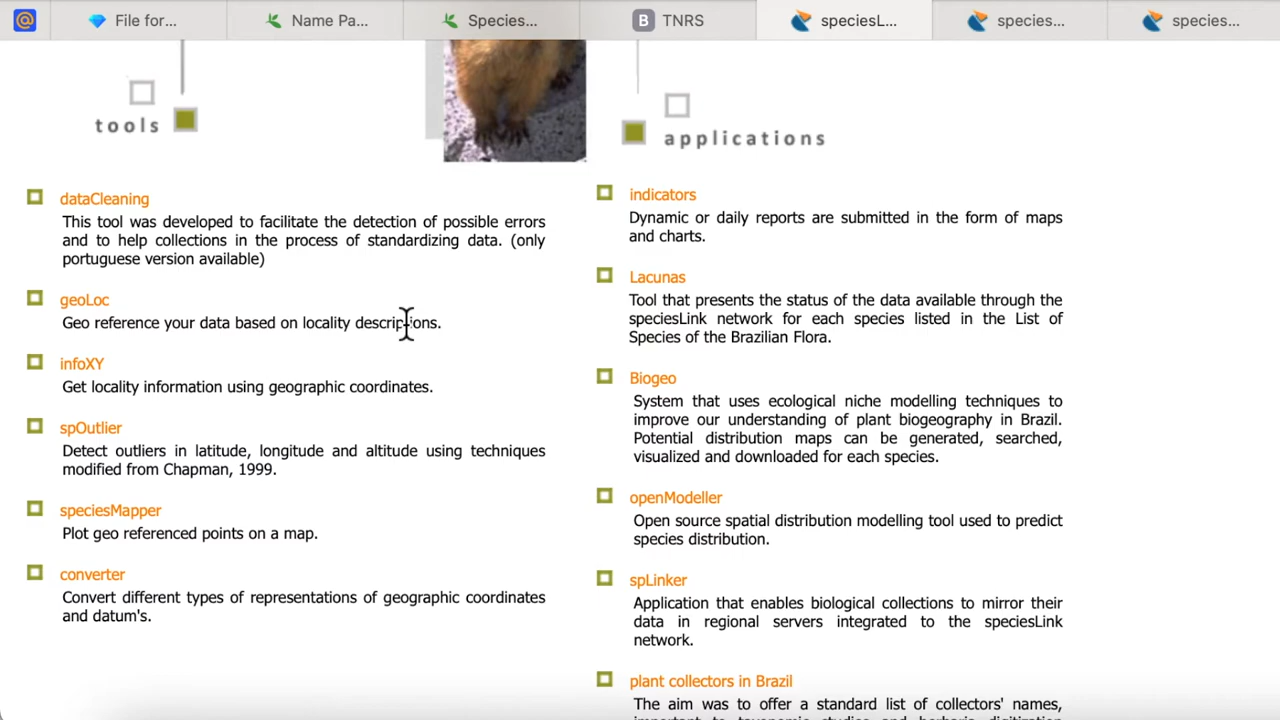 File for...
Name Pa...
Species...
B
TNRS
speciesL...
species...
species...
tools
applications
dataCleaning
This tool was developed to facilitate the detection of possible errors
and to help collections in the process of standardizing data. (only
portuguese version available)
geoLoc
Geo reference your data based on locality descriptions.
infoXY
Get locality information using geographic coordinates.
spOutlier
Detect outliers in latitude, longitude and altitude using techniques
modified from Chapman, 1999.
speciesMapper
Plot geo referenced points on a map.
converter
Convert different types of representations of geographic coordinates
and datum's.
indicators
Dynamic or daily reports are submitted in the form of maps
and charts.
Lacunas
Tool that presents the status of the data available through the
speciesLink network for each species listed in the List of
Species of the Brazilian Flora.
Biogeo
System that uses ecological niche modelling techniques to
improve our understanding of plant biogeography in Brazil.
Potential distribution maps can be generated, searched,
visualized and downloaded for each species.
openModeller
Open source spatial distribution modelling tool used to predict
species distribution.
spLinker
Application that enables biological collections to mirror their
data in regional servers integrated to the speciesLink
network.
plant collectors in Brazil
The aim was to offer a standard list of collectors' names,
important to taxonomic studies and herbaria digitization